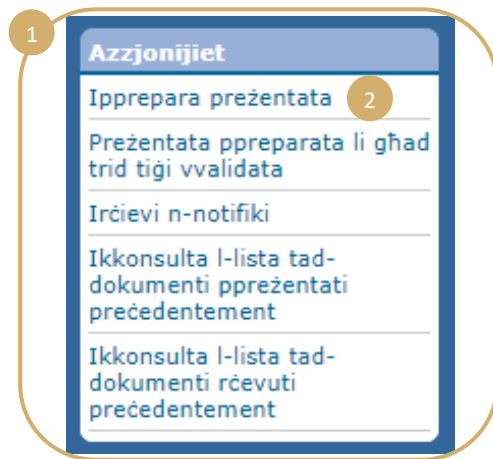 1
Azzjonijiet
Ipprepara preżentata
2
Preżentata ppreparata li għad
trid tiġi vvalidata
Irċievi n-notifiki
Ikkonsulta l-lista tad-
dokumenti ppreżentati
preċedentement
Ikkonsulta l-lista tad-
dokumenti rċevuti
preċedentement